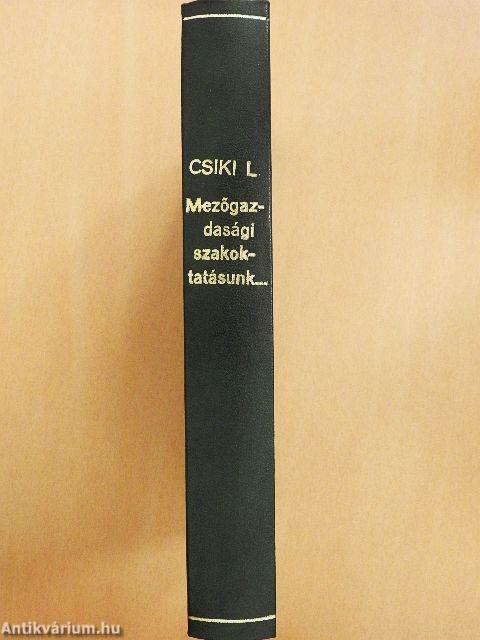 CSIKI L.
Mezőgaz-
dasági
szakok-
tatásunk...
Antikvárium.hu